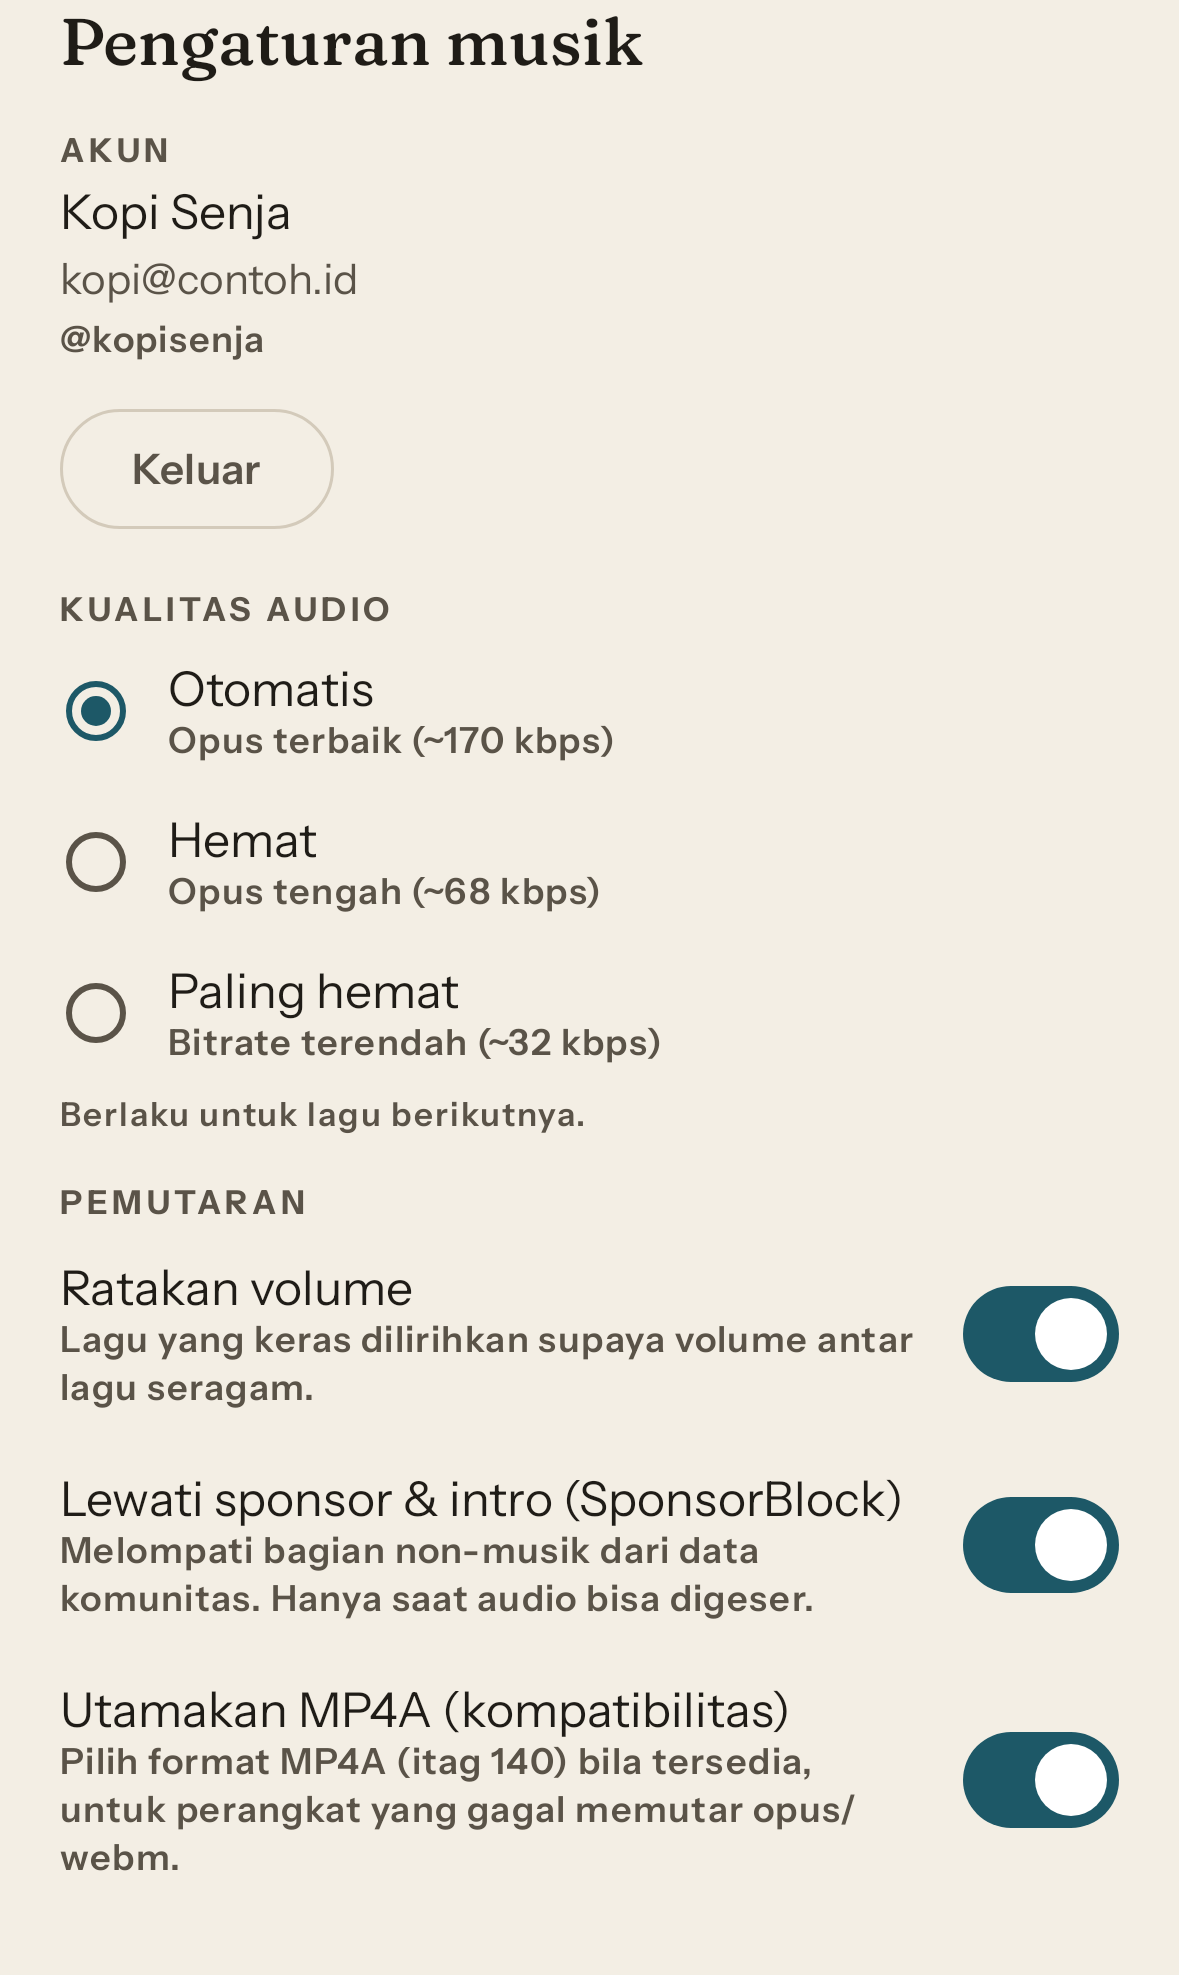 Pengaturan musik
AKUN
Kopi Senja
kopi@contoh.id
@kopisenja
Keluar
KUALITAS AUDIO
Otomatis
Opus terbaik (~170 kbps)
Hemat
Opus tengah (~68 kbps)
Paling hemat
Bitrate terendah (~32 kbps)
Berlaku untuk lagu berikutnya.
PEMUTARAN
Ratakan volume
Lagu yang keras dilirihkan supaya volume antar
lagu seragam.
Lewati sponsor & intro (SponsorBlock)
Melompati bagian non-musik dari data
komunitas. Hanya saat audio bisa digeser.
Utamakan MP4A (kompatibilitas)
Pilih format MP4A (itag 140) bila tersedia,
untuk perangkat yang gagal memutar opus/
webm.